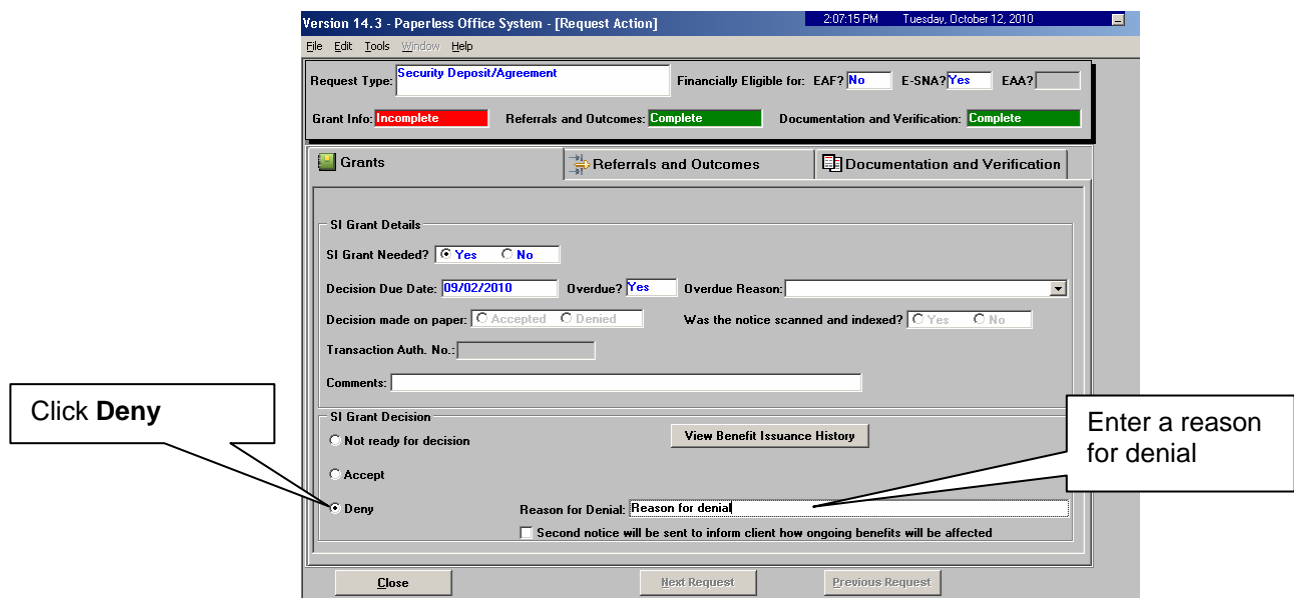 Version 14.3 - Paperless Office System - [Request Action] 2:07:15 PM Tuesday, October 12, 2010
File Edit Tools Window Help
Request Type: Security Deposit/Agreement Financially Eligible for: EAF? No E-SNA? Yes EAA?
Grant Info: Incomplete Referrals and Outcomes: Complete Documentation and Verification: Complete
Grants Referrals and Outcomes Documentation and Verification
SI Grant Details
SI Grant Needed? Yes No
Decision Due Date: 09/02/2010 Overdue? Yes Overdue Reason:
Decision made on paper: Accepted Denied Was the notice scanned and indexed? Yes No
Transaction Auth. No.:
Comments:
Click Deny
SI Grant Decision
Enter a reason
for denial
Not ready for decision View Benefit Issuance History
Accept
Deny Reason for Denial: Reason for denial
Second notice will be sent to inform client how ongoing benefits will be affected
Close Next Request Previous Request